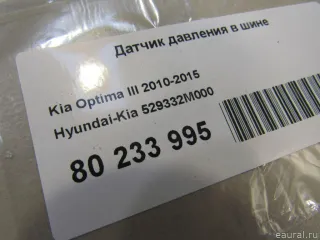 Датчик давления в шине
Kia Optima III 2010-2015
Hyundai-Kia 529332M000
80 233 995
eaural.ru